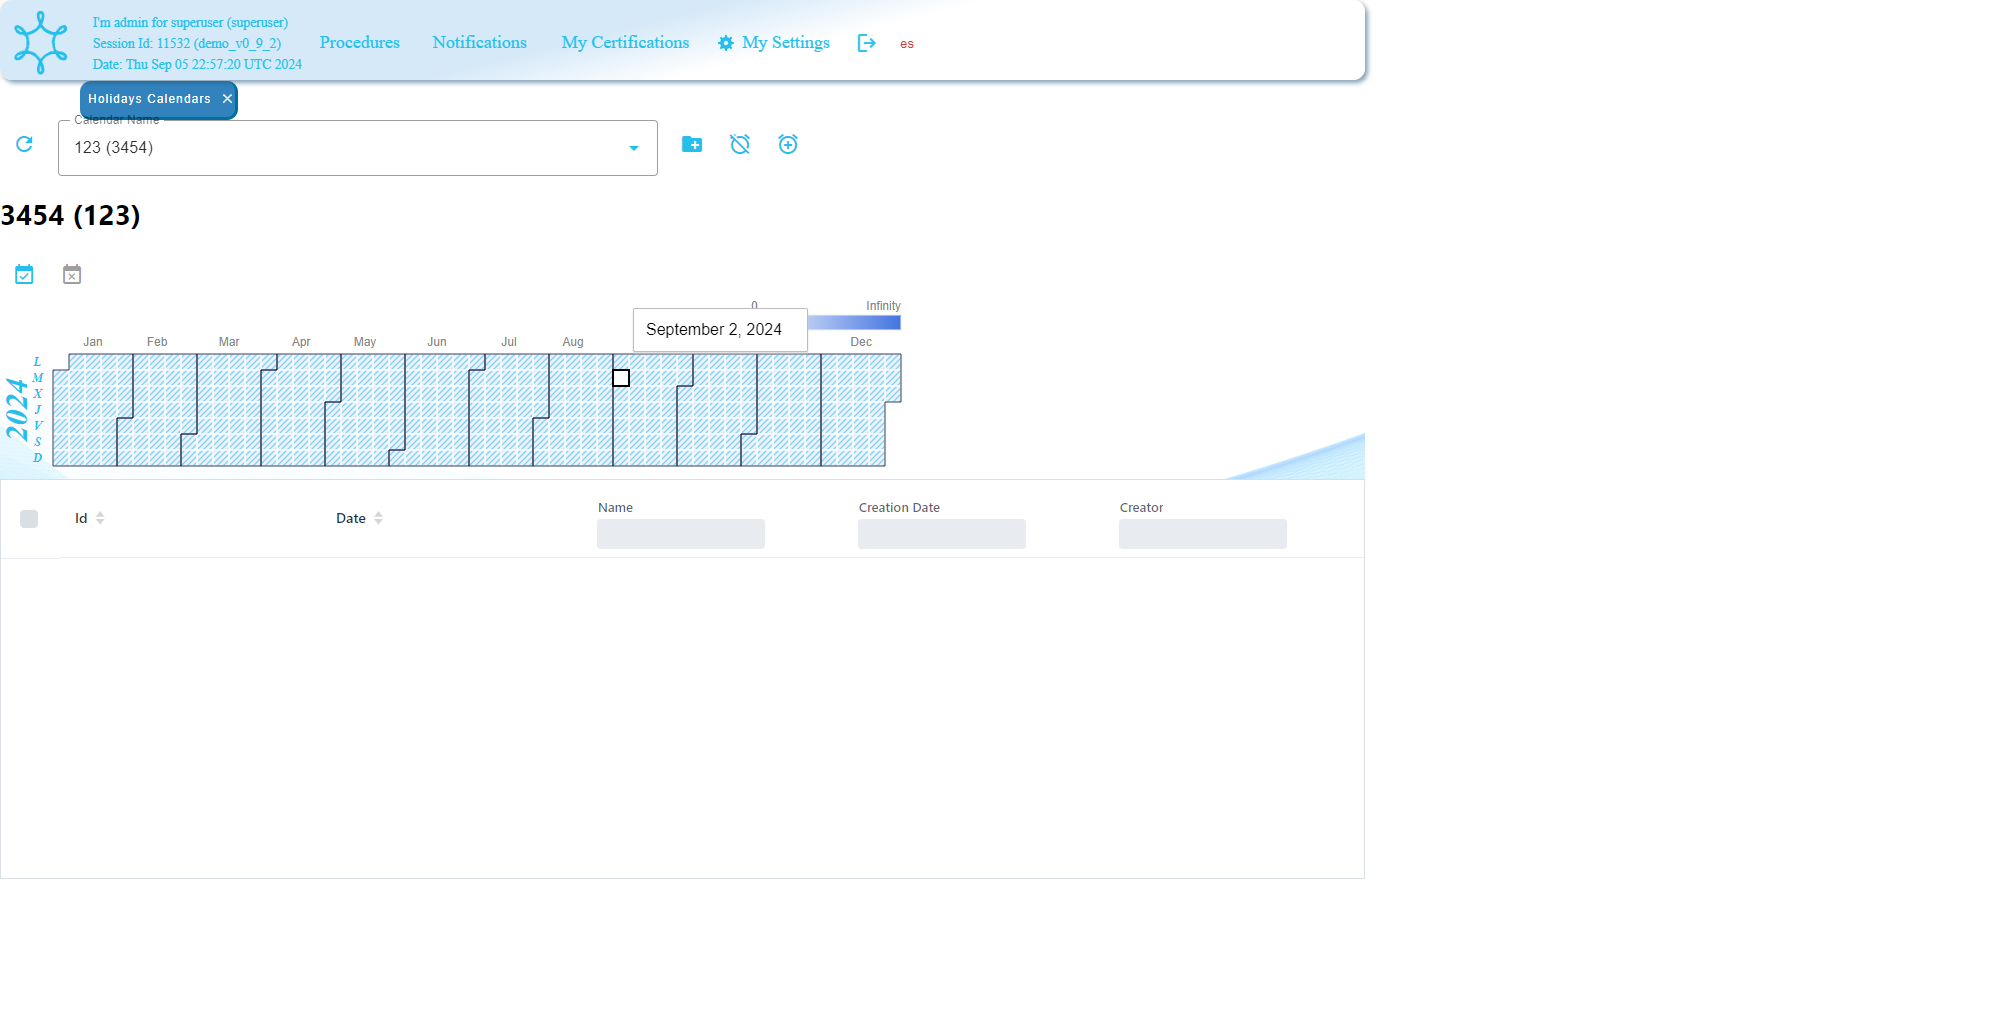 I'm admin for superuser (superuser)
Session Id: 11532 (demo_v0_9_2)
Date: Thu Sep 05 22:57:20 UTC 2024
Procedures
Notifications
My Certifications
My Settings
es
Holidays Calendars
Calendar Name
123 (3454)
3454 (123)
0
Infinity
September 2, 2024
Jan
Feb
Mar
Apr
May
Jun
Jul
Aug
Dec
2024
L
M
X
J
V
S
D
Id
Date
Name
Creation Date
Creator